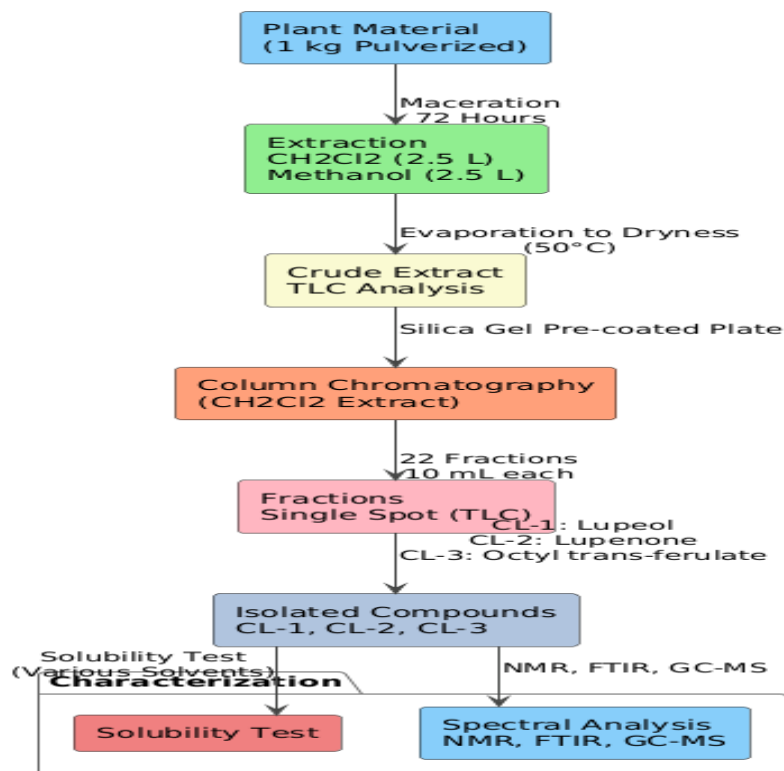 Plant Material
(1 kg Pulverized)
Maceration
72 Hours
Extraction
CH2Cl2 (2.5 L)
Methanol (2.5 L)
Evaporation to Dryness
(50°C)
Crude Extract
TLC Analysis
Silica Gel Pre-coated Plate
Column Chromatography
(CH2Cl2 Extract)
22 Fractions
10 mL each
Fractions
Single Spot (TLC)
CL-1: Lupeol
CL-2: Lupenone
CL-3: Octyl trans-ferulate
Isolated Compounds
CL-1, CL-2, CL-3
Solubility Test
(Various Solvents)
NMR, FTIR, GC-MS
Characterization
Solubility Test
Spectral Analysis
NMR, FTIR, GC-MS